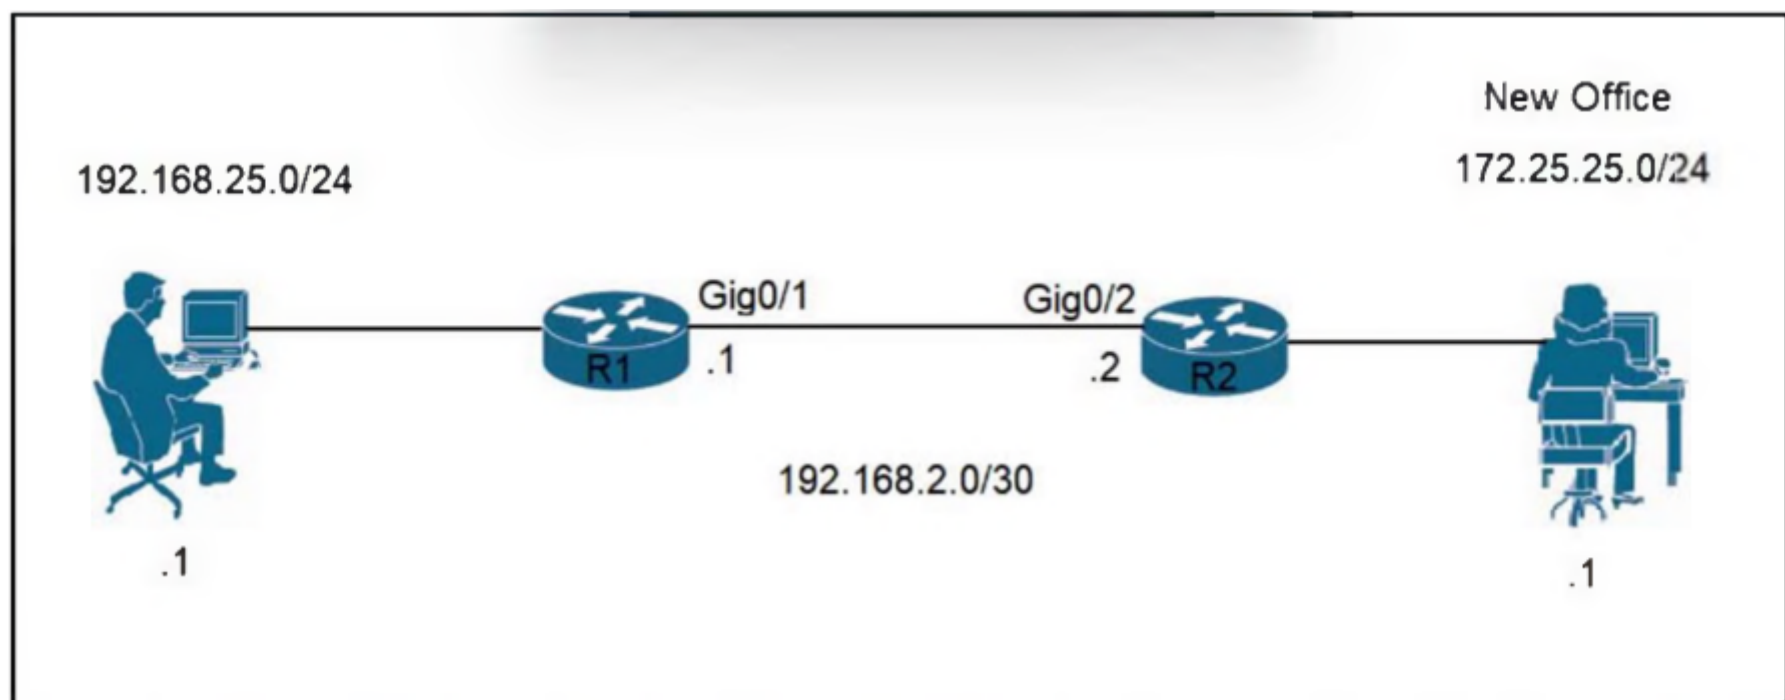 New Office
192.168.25.0/24
172.25.25.0/24
Gig0/1
Gig0/2
R1
.1
.2
R2
192.168.2.0/30
.1
.1